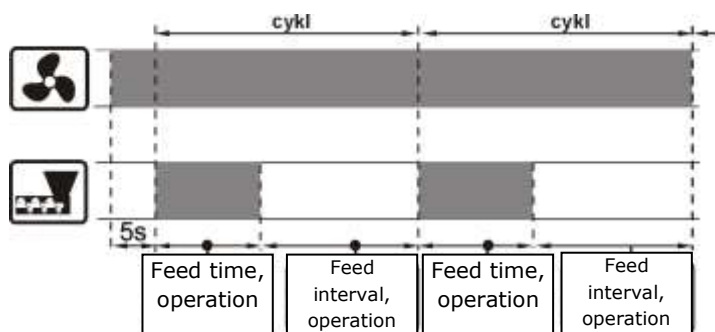 cykl
cykl
5s
Feed time,
operation
Feed
interval,
operation
Feed time,
operation
Feed
interval,
operation